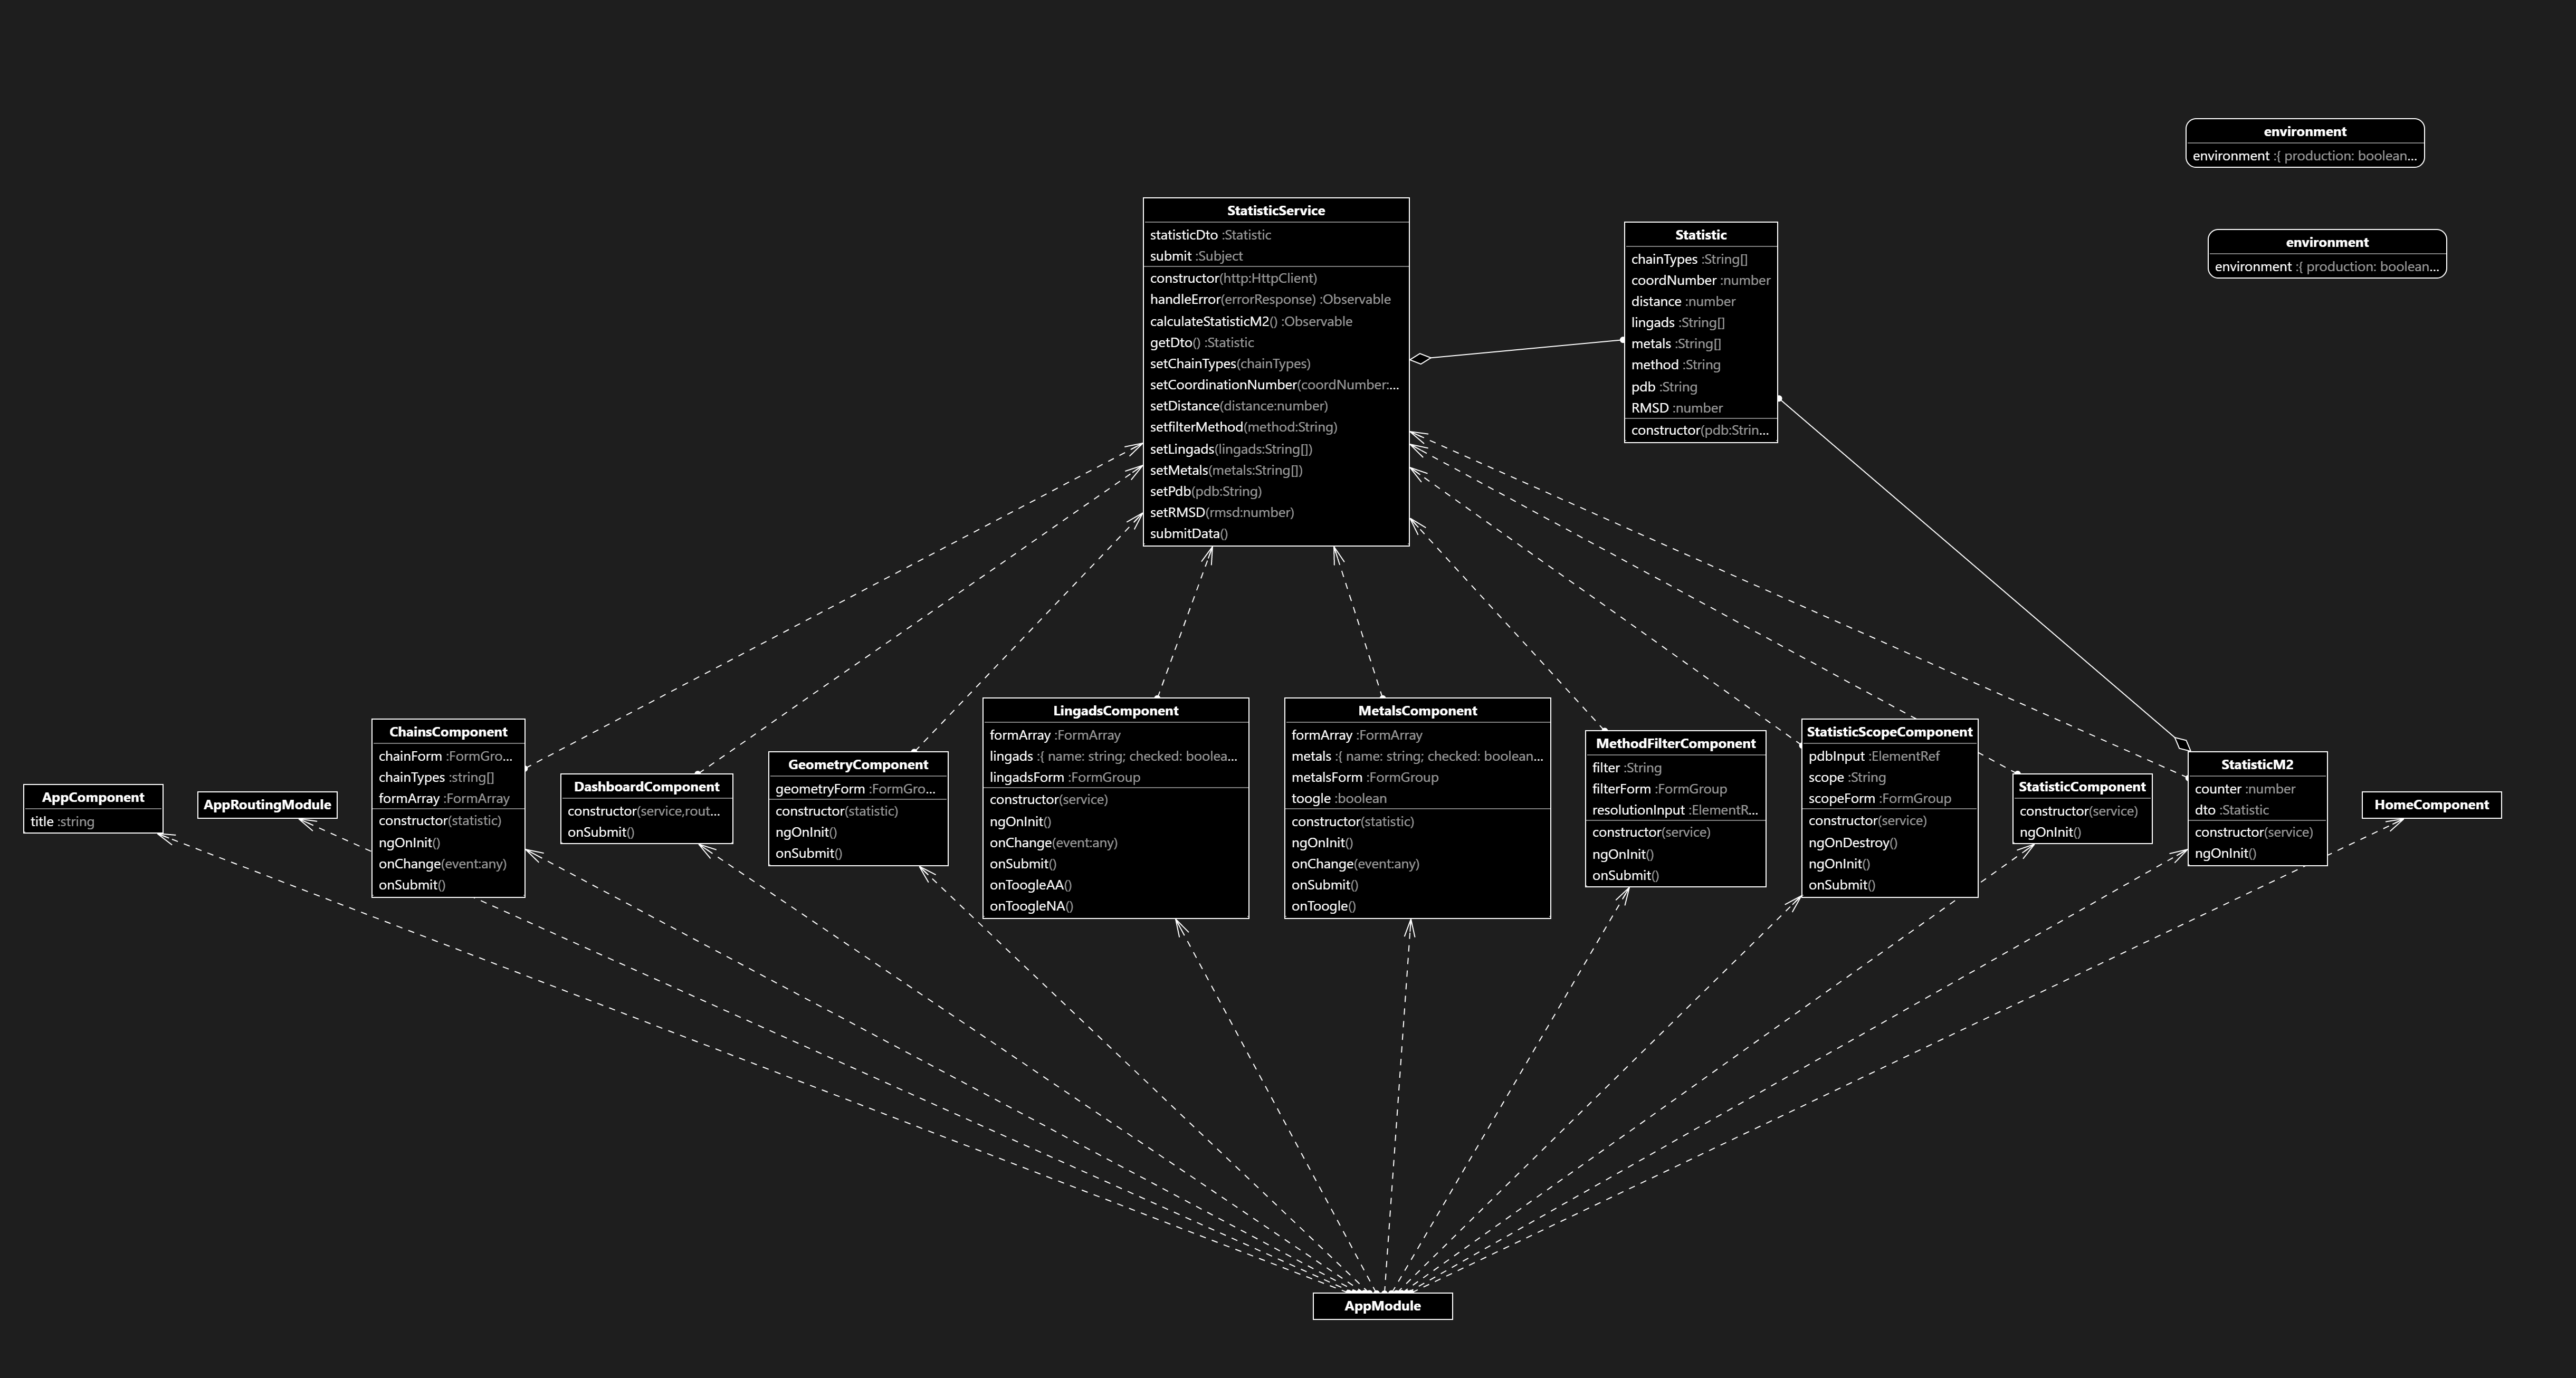 environment
environment :{ production: boolean...
environment
environment :{ production: boolean...
StatisticService
statisticDto :Statistic
submit :Subject
constructor(http:HttpClient)
handleError(errorResponse) :Observable
calculateStatisticM2() :Observable
getDto() :Statistic
setChainTypes(chainTypes)
setCoordinationNumber(coordNumber:...
setDistance(distance:number)
setfilterMethod(method:String)
setLingads(lingads:String[])
setMetals(metals:String[])
setPdb(pdb:String)
setRMSD(rmsd:number)
submitData()
Statistic
chainTypes :String[]
coordNumber :number
distance :number
lingads :String[]
metals :String[]
method :String
pdb :String
RMSD :number
constructor(pdb:Strin...
AppComponent
title :string
AppRoutingModule
ChainsComponent
chainForm :FormGro...
chainTypes :string[]
formArray :FormArray
constructor(statistic)
ngOnInit()
onChange(event:any)
onSubmit()
DashboardComponent
constructor(service,rout...
onSubmit()
GeometryComponent
geometryForm :FormGro...
constructor(statistic)
ngOnInit()
onSubmit()
LingadsComponent
formArray :FormArray
lingads :{ name: string; checked: boolea...
lingadsForm :FormGroup
constructor(service)
ngOnInit()
onChange(event:any)
onSubmit()
onToogleAA()
onToogleNA()
MetalsComponent
formArray :FormArray
metals :{ name: string; checked: boolean...
metalsForm :FormGroup
toogle :boolean
constructor(statistic)
ngOnInit()
onChange(event:any)
onSubmit()
onToogle()
MethodFilterComponent
filter :String
filterForm :FormGroup
resolutionInput :ElementR...
constructor(service)
ngOnInit()
onSubmit()
StatisticScopeComponent
pdbInput :ElementRef
scope :String
scopeForm :FormGroup
constructor(service)
ngOnDestroy()
ngOnInit()
onSubmit()
StatisticComponent
constructor(service)
ngOnInit()
StatisticM2
counter :number
dto :Statistic
constructor(service)
ngOnInit()
HomeComponent
AppModule